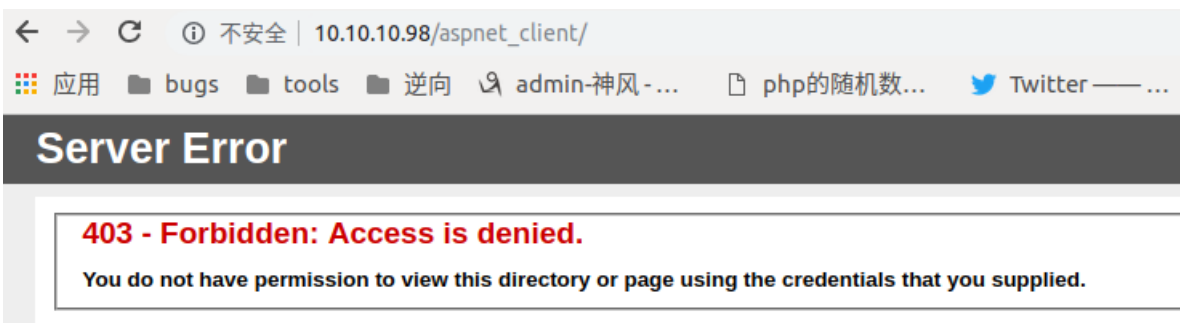 不安全 | 10.10.10.98/aspnet_client/
应用 bugs tools 逆向 admin-神风 - ... php的随机数... Twitter —— ...
Server Error
403 - Forbidden: Access is denied.
You do not have permission to view this directory or page using the credentials that you supplied.